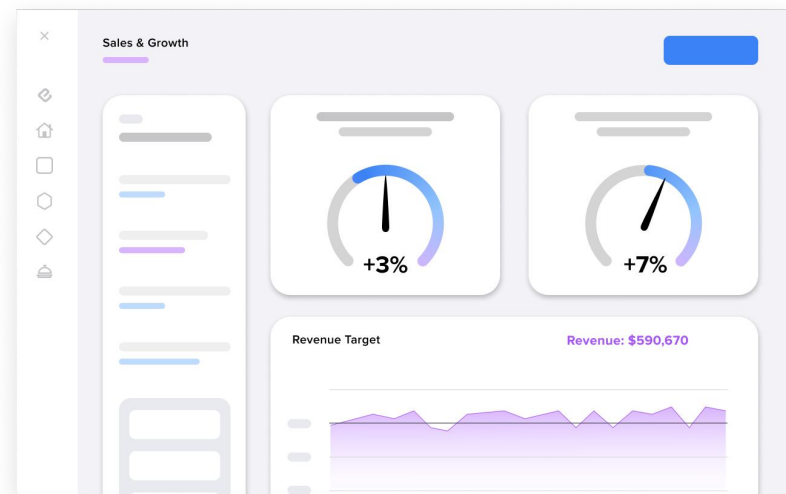 Sales & Growth
+3%
+7%
Revenue Target
Revenue: $590,670